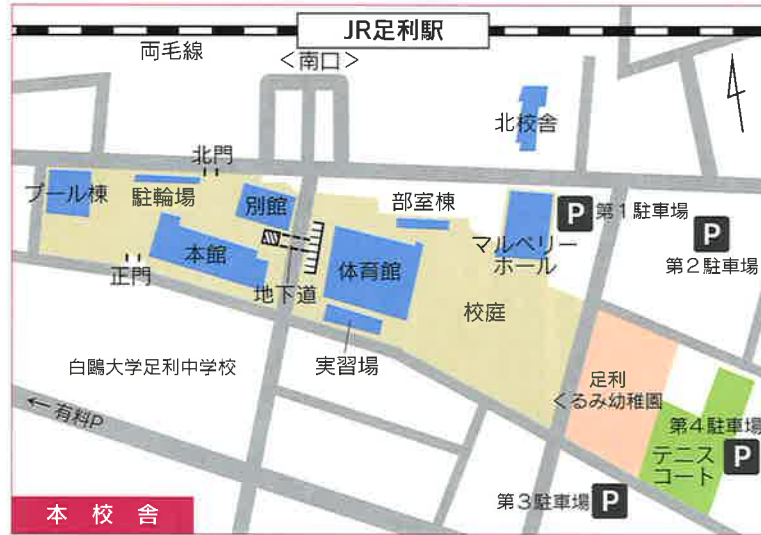 JR足利駅
両毛線
<南口>
北校舎
北門
プール棟
駐輪場
別館
部室棟
P 第1駐車場
P
第2駐車場
マルベリー
ホール
本館
体育館
正門
地下道
校庭
実習場
白鷗大学足利中学校
足利
くるみ幼稚園
← 有料P
第4駐車場
テニス
コート
P
第3駐車場 P
本校舎